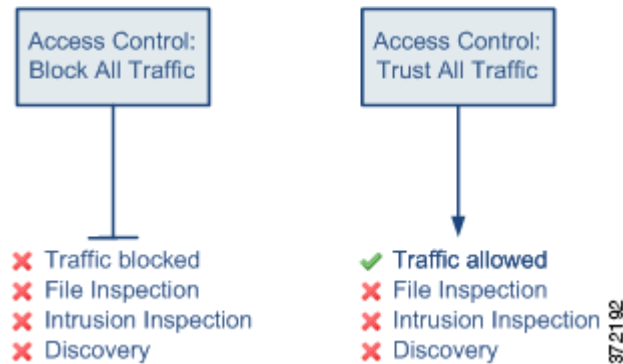 Access Control:
Block All Traffic
Traffic blocked
File Inspection
Intrusion Inspection
Discovery
Access Control:
Trust All Traffic
Traffic allowed
File Inspection
Intrusion Inspection
Discovery
372192